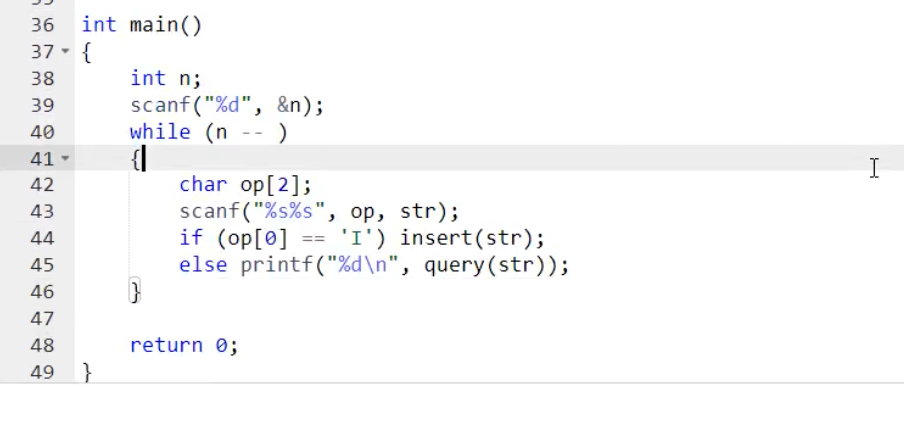 36 int main()
37 {
38 int n;
39 scanf("%d", &n);
40 while (n -- )
41 {
42 char op[2];
43 scanf("%s%s", op, str);
44 if (op[0] == 'I') insert(str);
45 else printf("%d\n", query(str));
46 }
47
48 return 0;
49 }